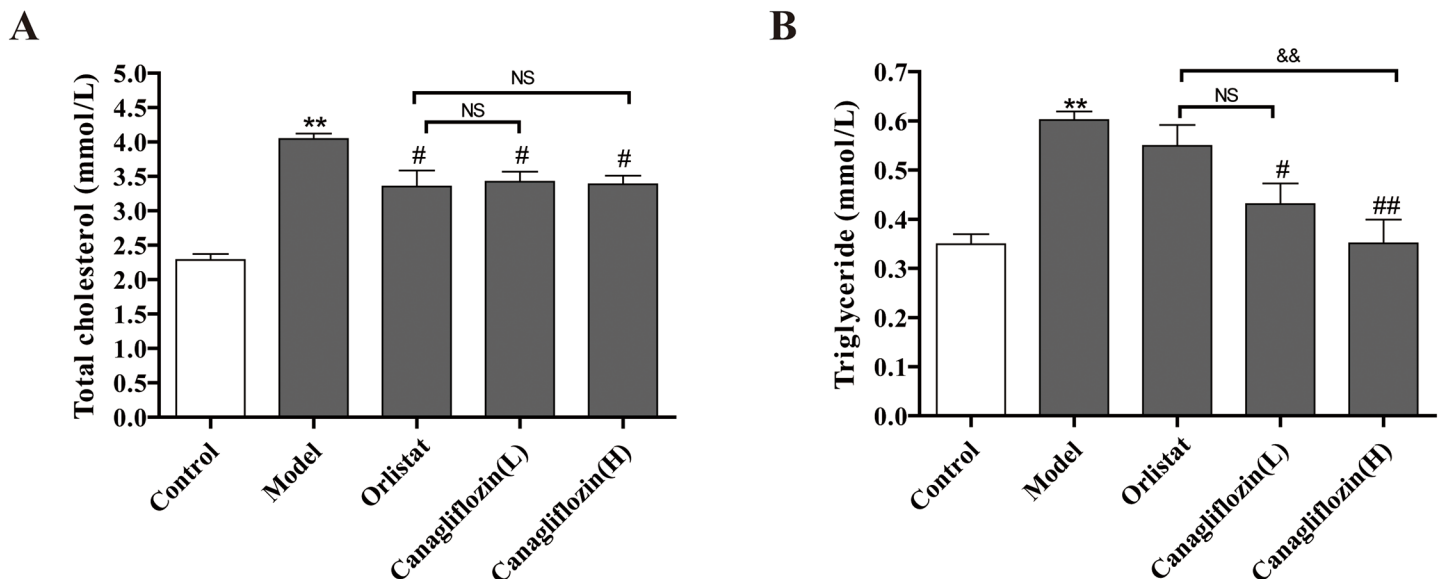 A
Total cholesterol (mmol/L)
5.0
4.5
4.0
3.5
3.0
2.5
2.0
1.5
1.0
0.5
0.0
NS
NS
**
#
#
#
Control
Model
Orlistat
Canagliflozin(L)
Canagliflozin(H)
B
Triglyceride (mmol/L)
0.7
0.6
0.5
0.4
0.3
0.2
0.1
0.0
&&
NS
**
#
##
Control
Model
Orlistat
Canagliflozin(L)
Canagliflozin(H)